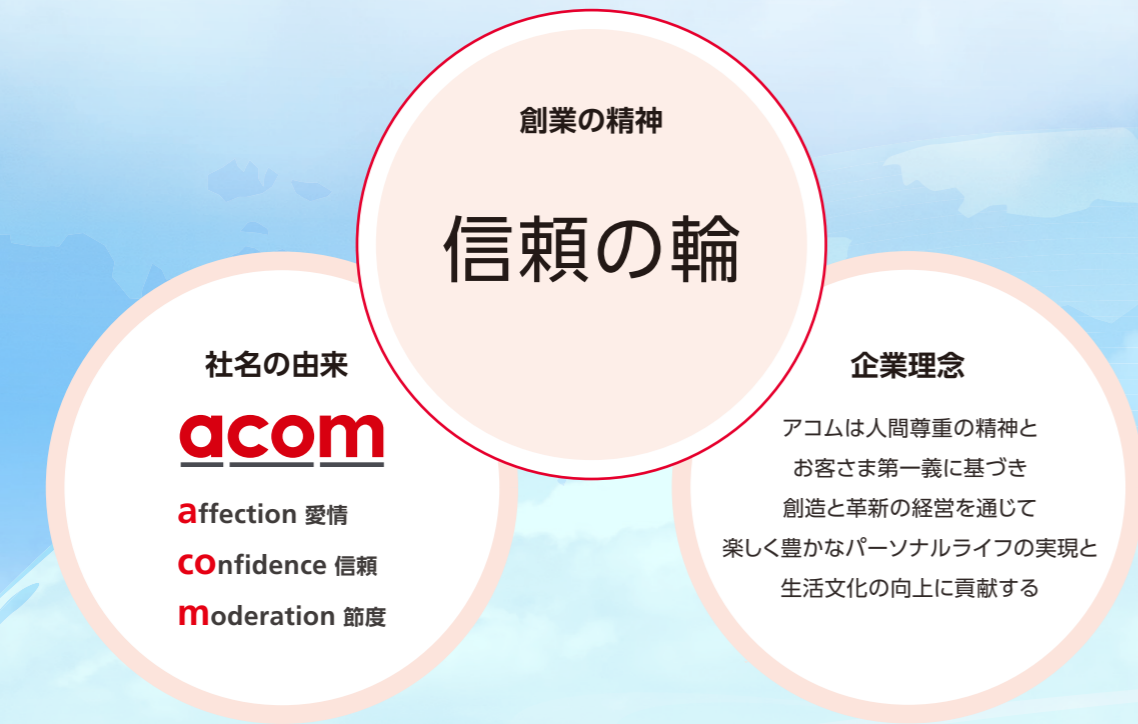 創業の精神
信頼の輪
社名の由来
acom
affection 愛情
confidence 信頼
moderation 節度
企業理念
アコムは人間尊重の精神と
お客さま第一義に基づき
創造と革新の経営を通じて
楽しく豊かなパーソナルライフの実現と
生活文化の向上に貢献する